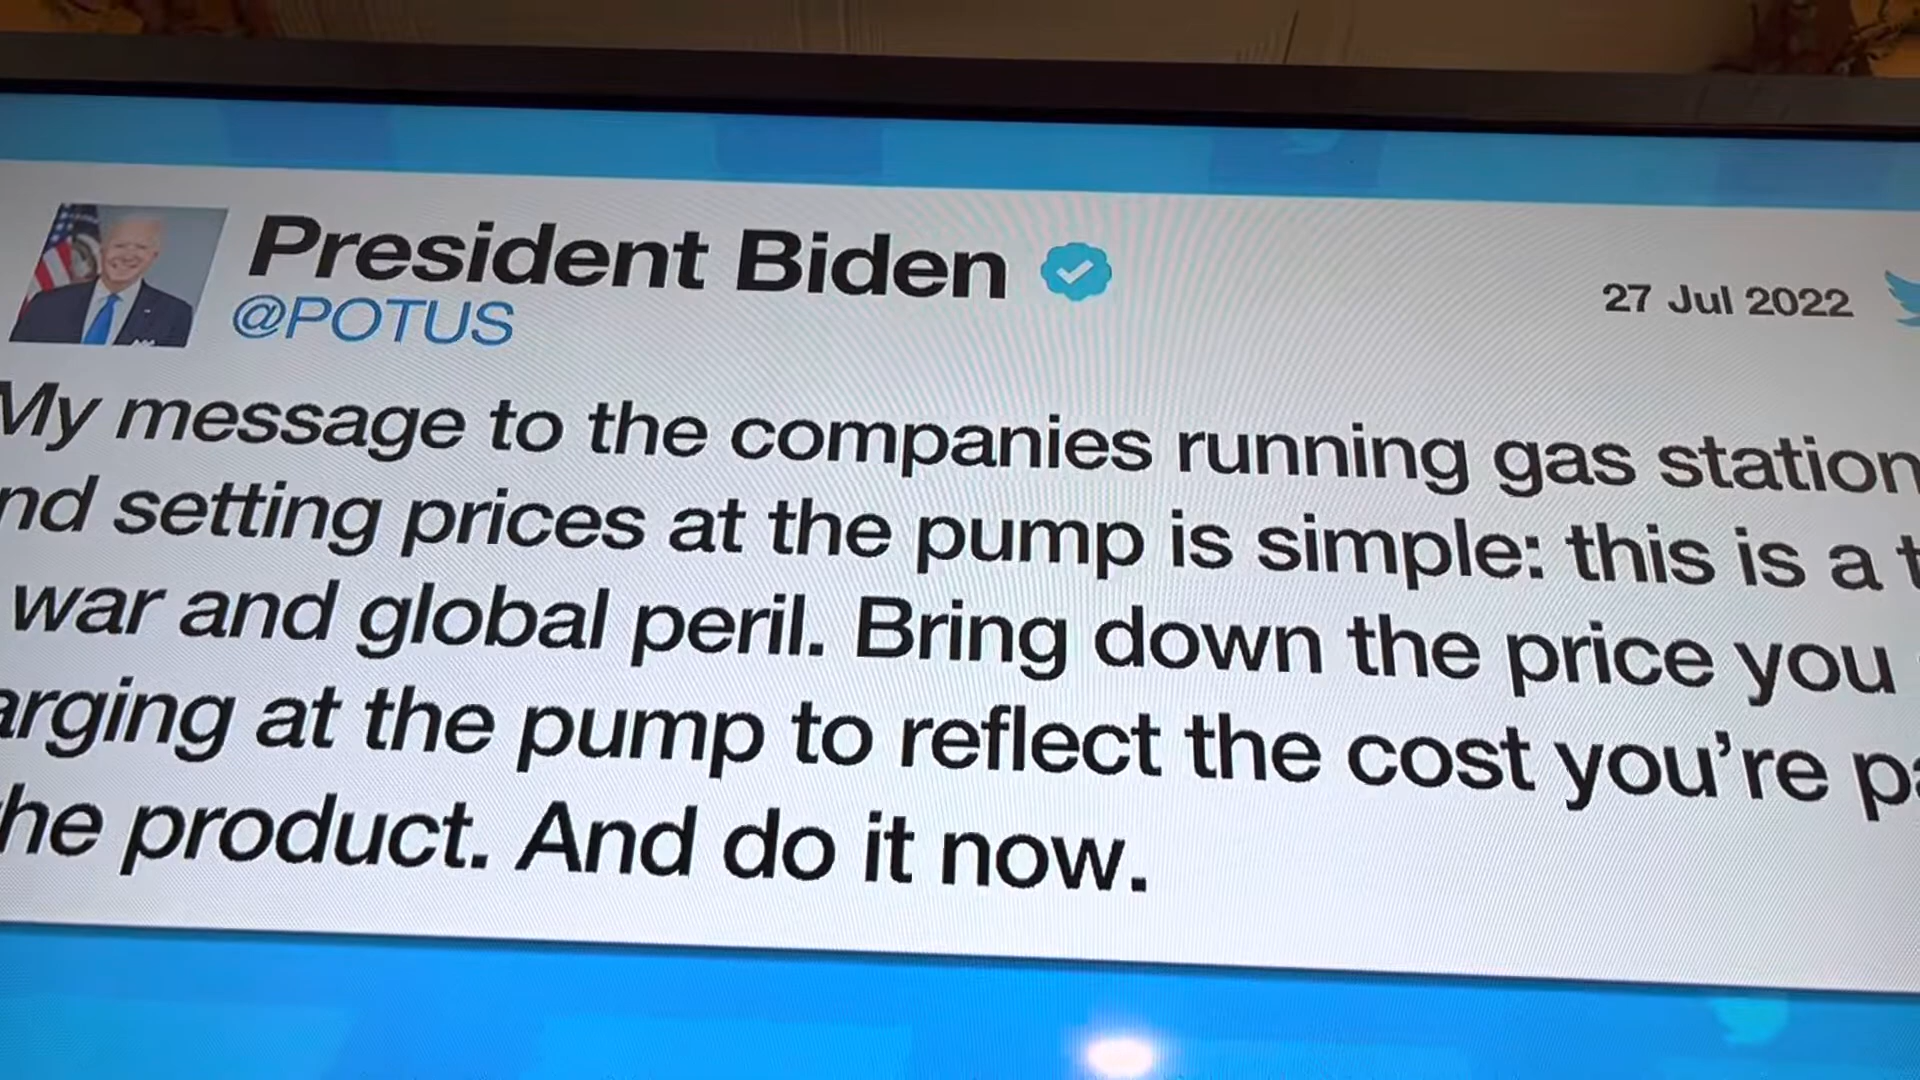 President Biden
@POTUS
27 Jul 2022
My message to the companies running gas station
nd setting prices at the pump is simple: this is a t
war and global peril. Bring down the price you
arging at the pump to reflect the cost you’re pa
he product. And do it now.